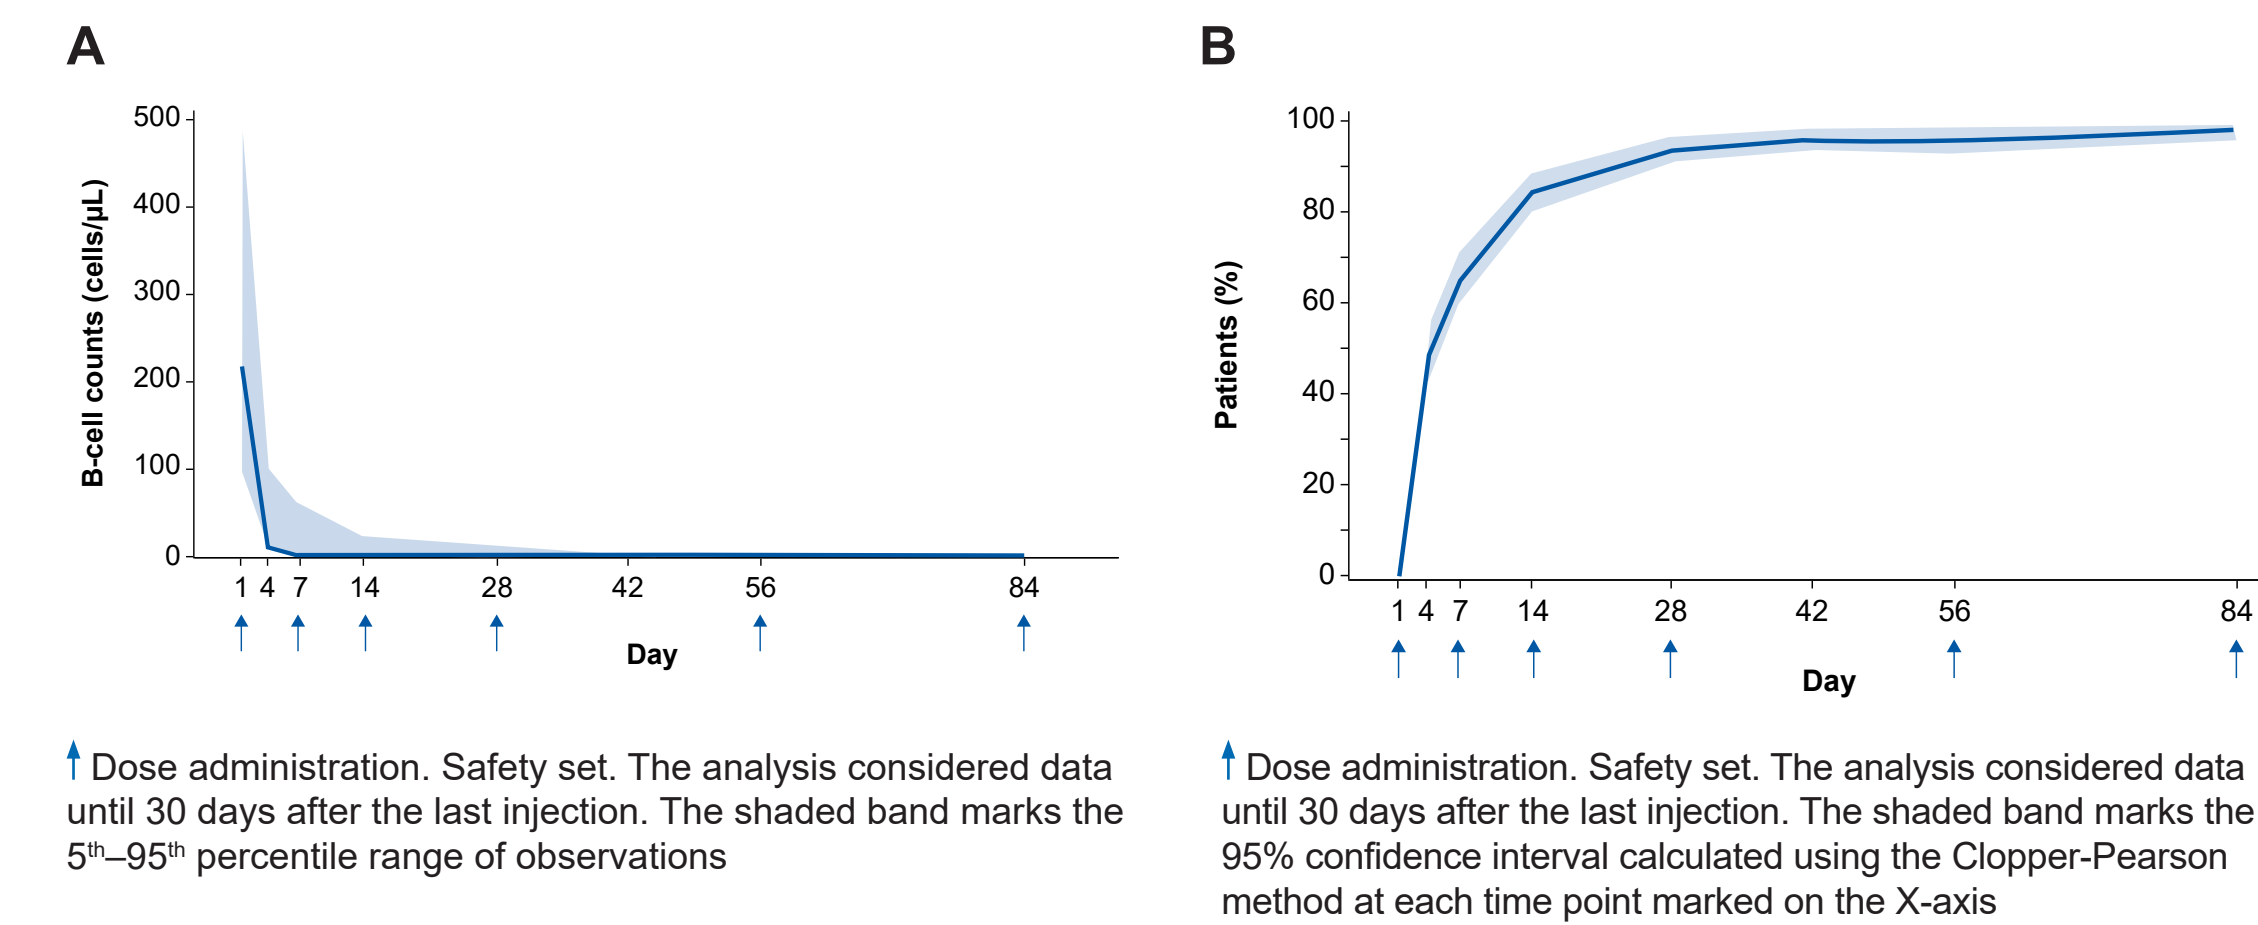 A
500
400
300
200
100
0
B-cell counts (cells/µL)
1 4 7 14 28 42 56 84
Day
Dose administration. Safety set. The analysis considered data
until 30 days after the last injection. The shaded band marks the
5th–95th percentile range of observations
B
100
80
60
40
20
0
Patients (%)
1 4 7 14 28 42 56 84
Day
Dose administration. Safety set. The analysis considered data
until 30 days after the last injection. The shaded band marks the
95% confidence interval calculated using the Clopper-Pearson
method at each time point marked on the X-axis